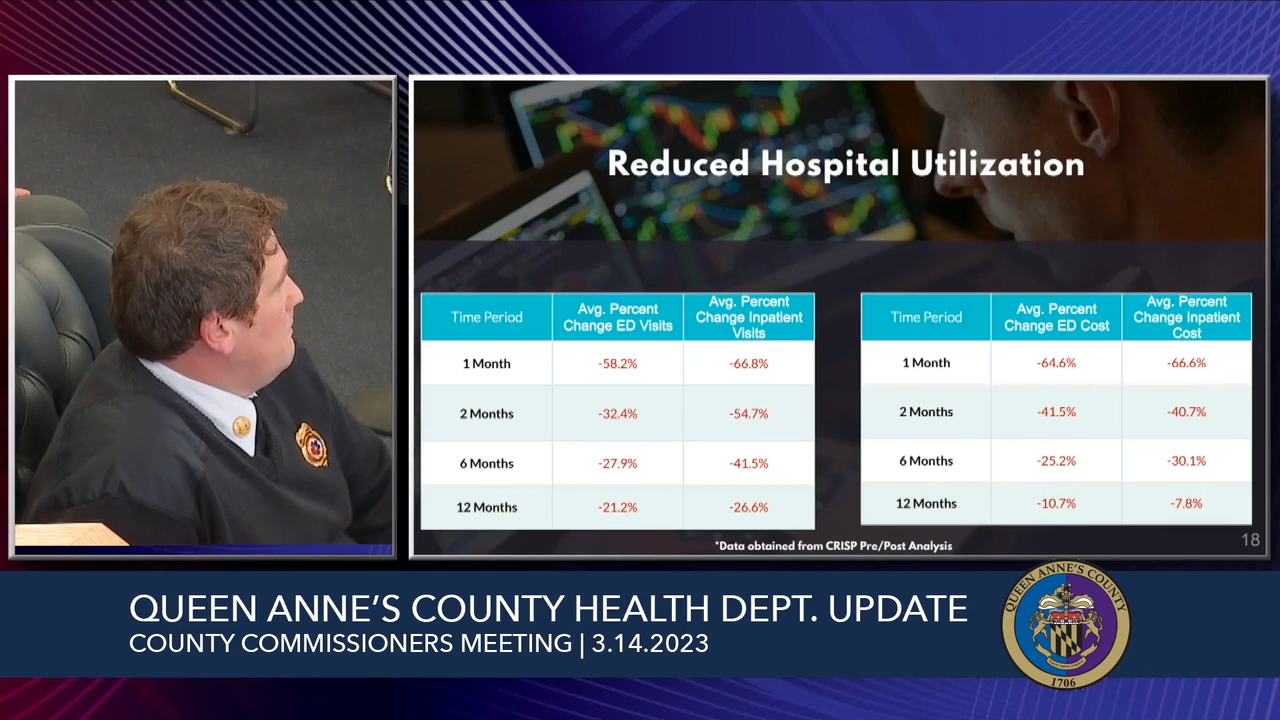 Reduced Hospital Utilization
Time Period
Avg. Percent
Change ED Visits
Avg. Percent
Change Inpatient
Visits
1 Month
-58.2%
-66.8%
2 Months
-32.4%
-54.7%
6 Months
-27.9%
-41.5%
12 Months
-21.2%
-26.6%
Time Period
Avg. Percent
Change ED Cost
Avg. Percent
Change Inpatient
Cost
1 Month
-64.6%
-66.6%
2 Months
-41.5%
-40.7%
6 Months
-25.2%
-30.1%
12 Months
-10.7%
-7.8%
*Data obtained from CRISP Pre/Post Analysis
18
QUEEN ANNE’S COUNTY HEALTH DEPT. UPDATE
COUNTY COMMISSIONERS MEETING | 3.14.2023
QUEEN ANNE'S COUNTY
1706